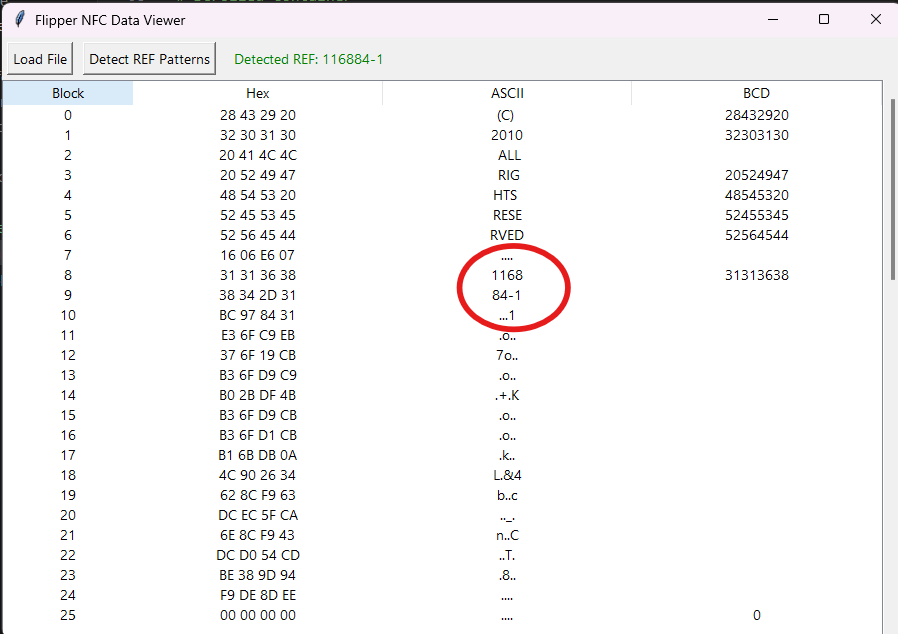 Flipper NFC Data Viewer
Load File Detect REF Patterns Detected REF: 116884-1
Block Hex ASCII BCD
0 28 43 29 20 (C) 28432920
1 32 30 31 30 2010 32303130
2 20 41 4C 4C ALL
3 20 52 49 47 RIG 20524947
4 48 54 53 20 HTS 48545320
5 52 45 53 45 RESE 52455345
6 52 56 45 44 RVED 52564544
7 16 06 E6 07 ....
8 31 31 36 38 1168 31313638
9 38 34 2D 31 84-1
10 BC 97 84 31 ...1
11 E3 6F C9 EB .o..
12 37 6F 19 CB 7o..
13 B3 6F D9 C9 .o..
14 B0 2B DF 4B .+.K
15 B3 6F D9 CB .o..
16 B3 6F D1 CB .o..
17 B1 6B DB 0A .k..
18 4C 90 26 34 L.&4
19 62 8C F9 63 b..c
20 DC EC 5F CA .._.
21 6E 8C F9 43 n..C
22 DC D0 54 CD ..T.
23 BE 38 9D 94 .8..
24 F9 DE 8D EE ....
25 00 00 00 00 .... 0